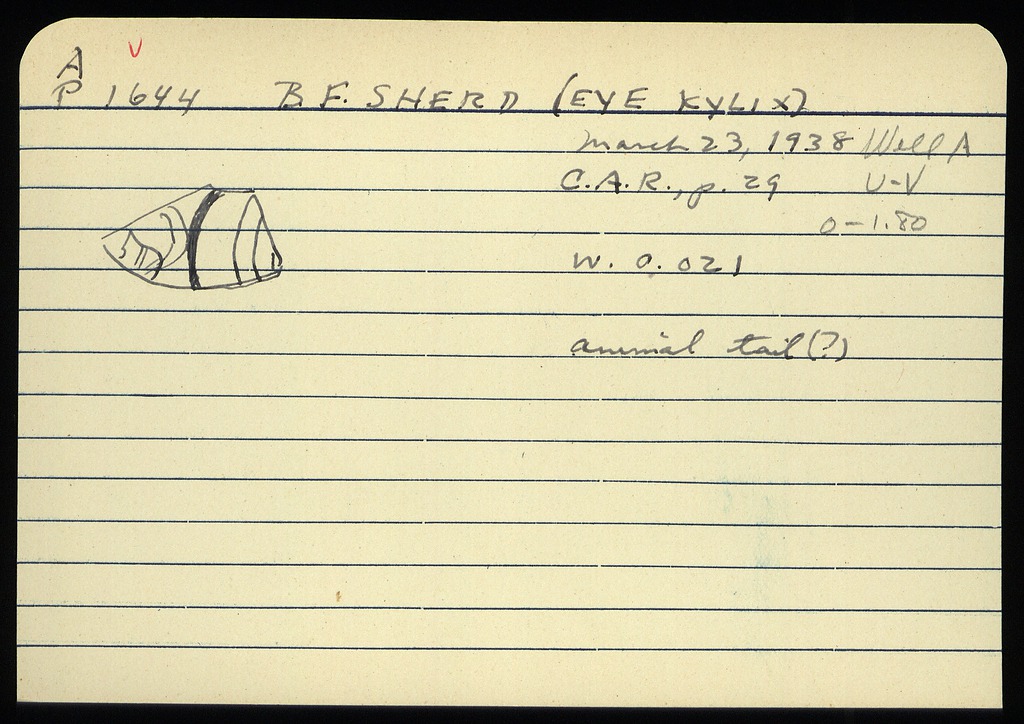 A V
P 1644 B.F. SHERD (EYE KYLIX)
March 23, 1938 Well A
C.A.R., p. 29 U-V
0-1.80
W. 0.021
animal tail(?)